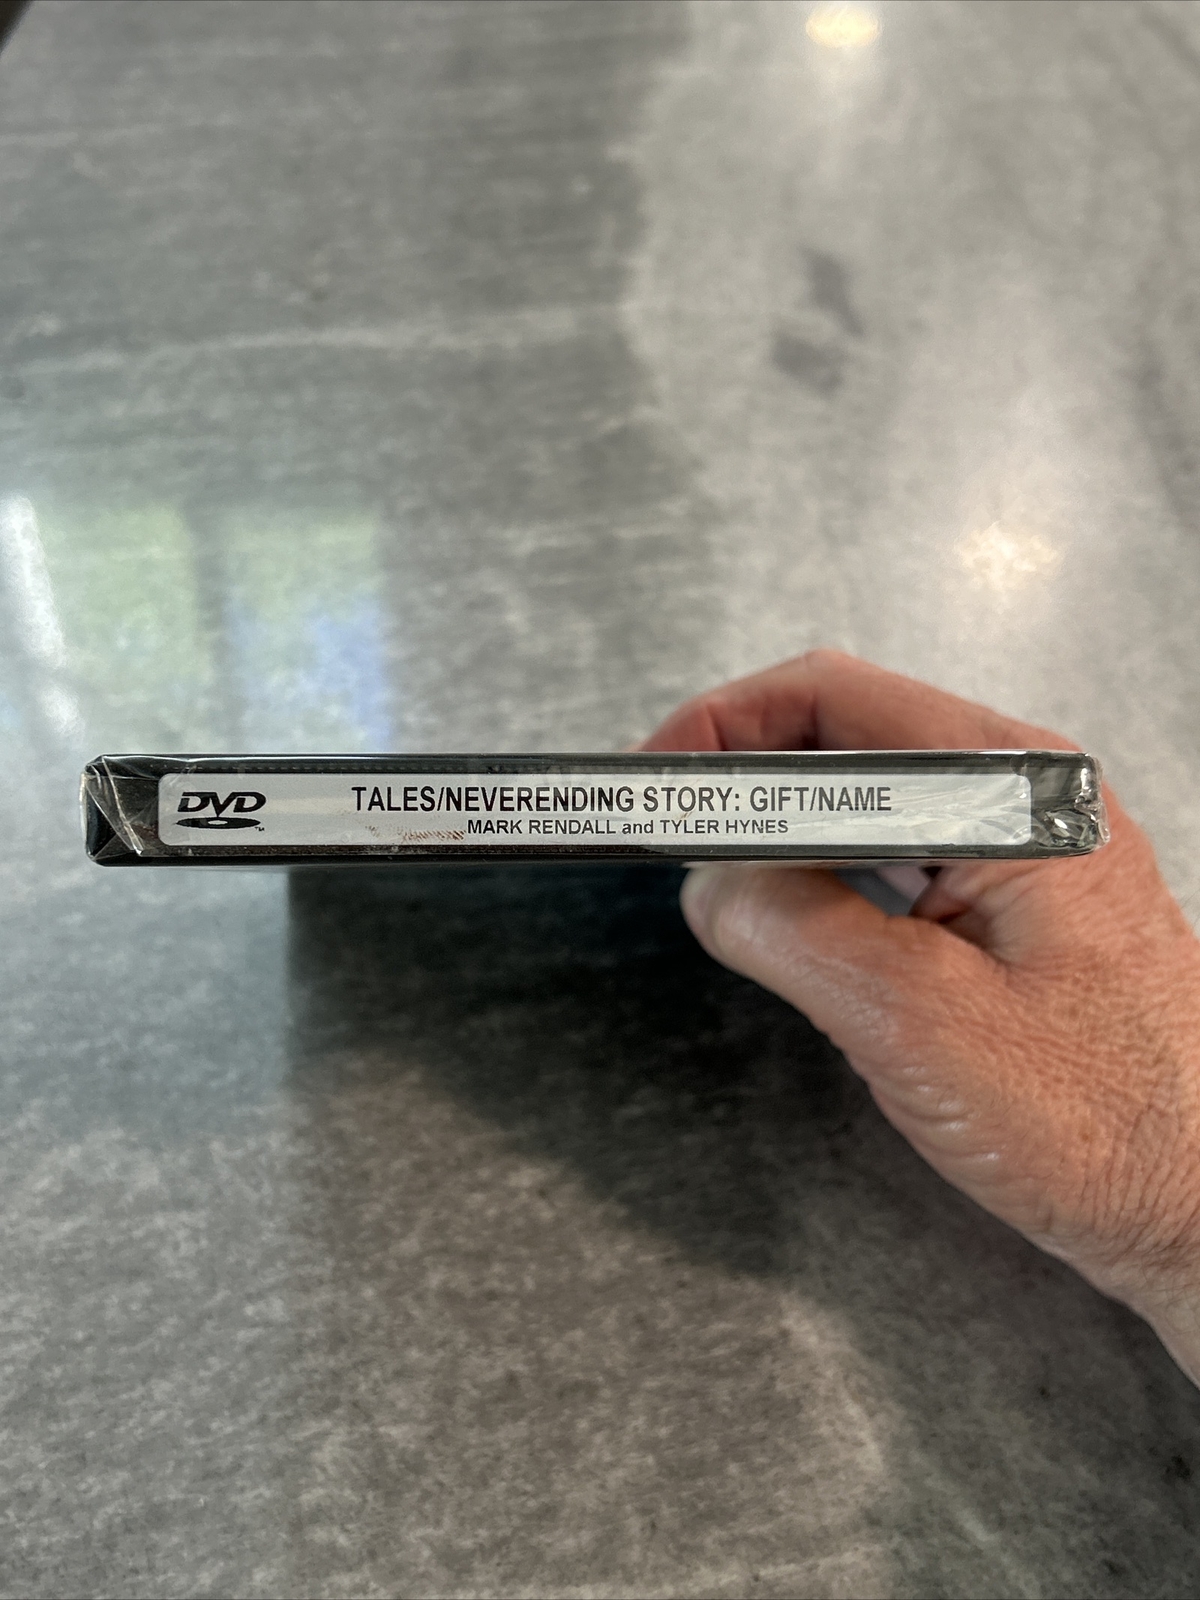 DVD
TALES/NEVERENDING STORY: GIFT/NAME
MARK RENDALL and TYLER HYNES